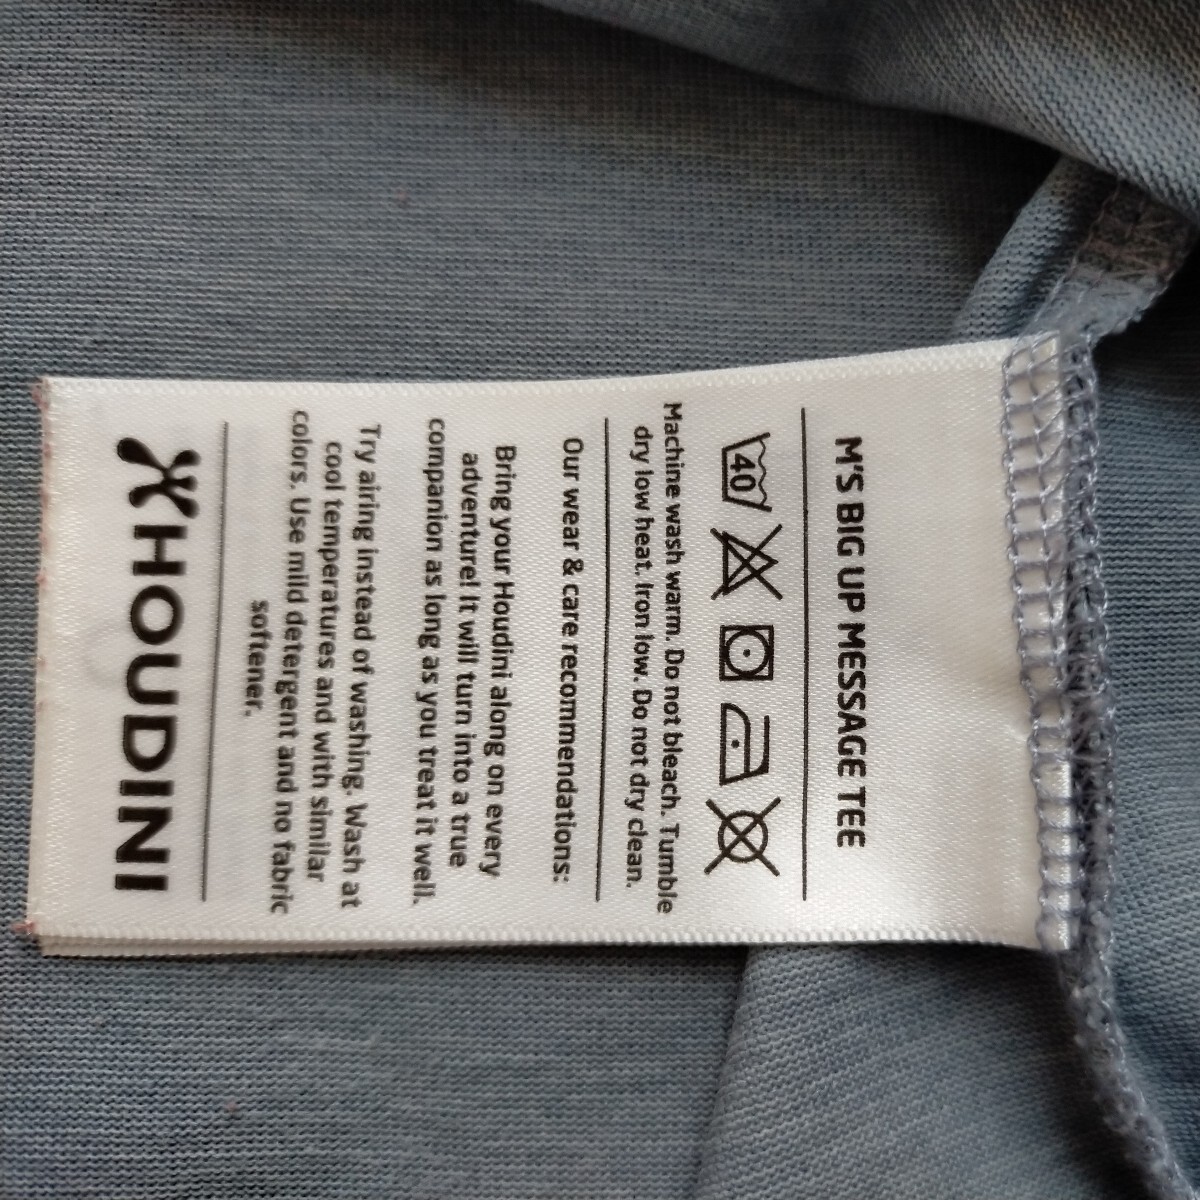 M'S BIG UP MESSAGE TEE
40
Machine wash warm. Do not bleach. Tumble
dry low heat. Iron low. Do not dry clean.
Our wear & care recommendations:
Bring your Houdini along on every
adventure! It will turn into a true
companion as long as you treat it well.
Try airing instead of washing. Wash at
cool temperatures and with similar
colors. Use mild detergent and no fabric
softener.
HOUDINI